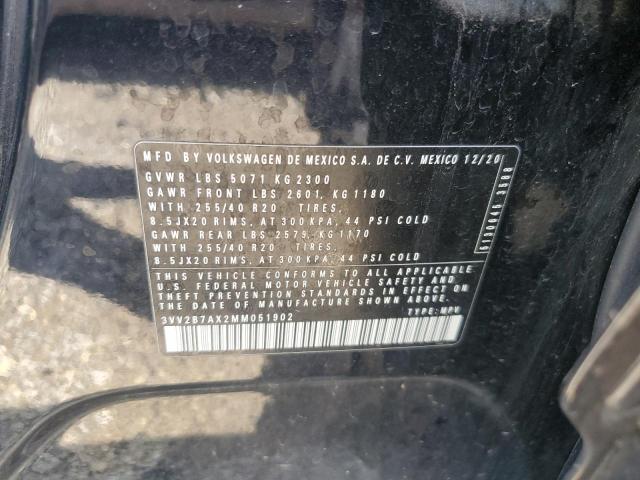 MFD BY VOLKSWAGEN DE MEXICO S.A. DE C.V. MEXICO 12/20
GVWR LBS 5071 KG 2300
GAWR FRONT LBS 2601, KG 1180
WITH 255/40 R20 TIRES,
8.5JX20 RIMS, AT 300 KPA, 44 PSI COLD
GAWR REAR LBS 2579, KG 1170
WITH 255/40 R20 TIRES,
8.5JX20 RIMS, AT 300 KPA, 44 PSI COLD
THIS VEHICLE CONFORMS TO ALL APPLICABLE
U.S. FEDERAL MOTOR VEHICLE SAFETY AND
THEFT PREVENTION STANDARDS IN EFFECT
ON THE DATE OF MANUFACTURE SHOWN ABOVE.
3VV2B7AX2MM051902
TYPE: MPV